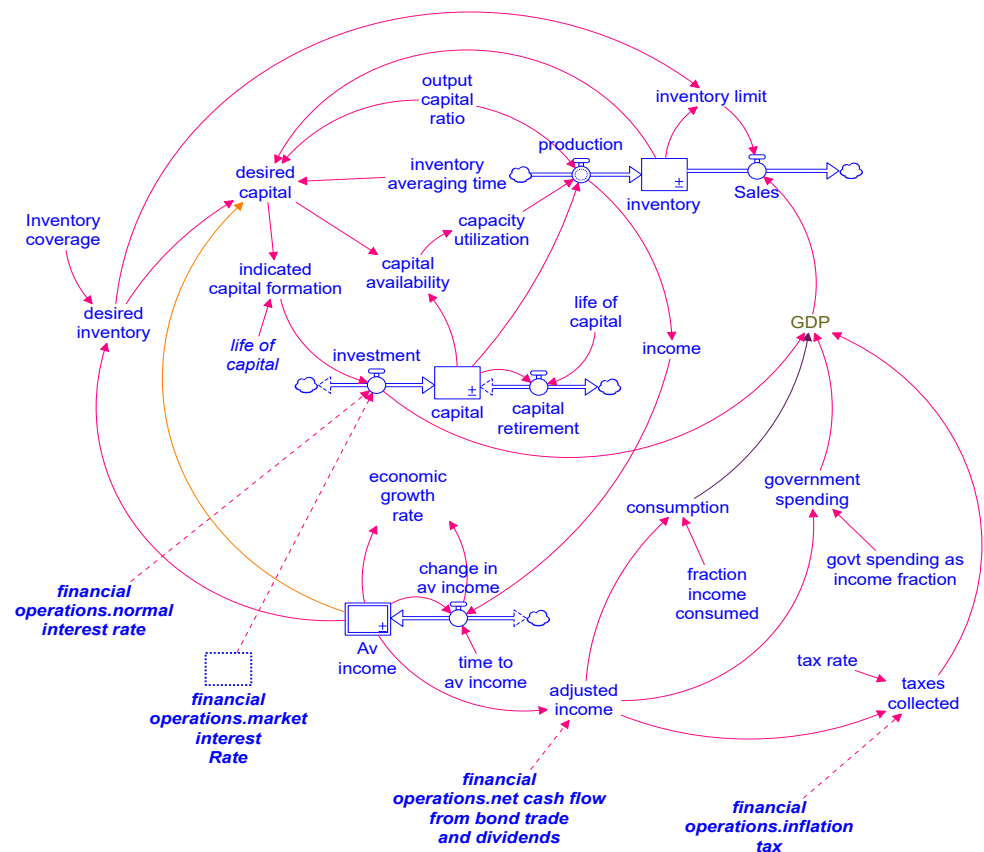 output
capital
ratio
inventory limit
production
desired
capital
inventory
averaging time
inventory
Sales
Inventory
coverage
capacity
utilization
capital
availability
indicated
capital formation
desired
inventory
life of
capital
life of
capital
GDP
investment
income
capital
capital
retirement
economic
growth
rate
government
spending
consumption
change in
av income
fraction
income
consumed
govt spending as
income fraction
financial
operations.normal
interest rate
Av
income
time to
av income
tax rate
adjusted
income
taxes
collected
financial
operations.market
interest
Rate
financial
operations.net cash flow
from bond trade
and dividends
financial
operations.inflation
tax